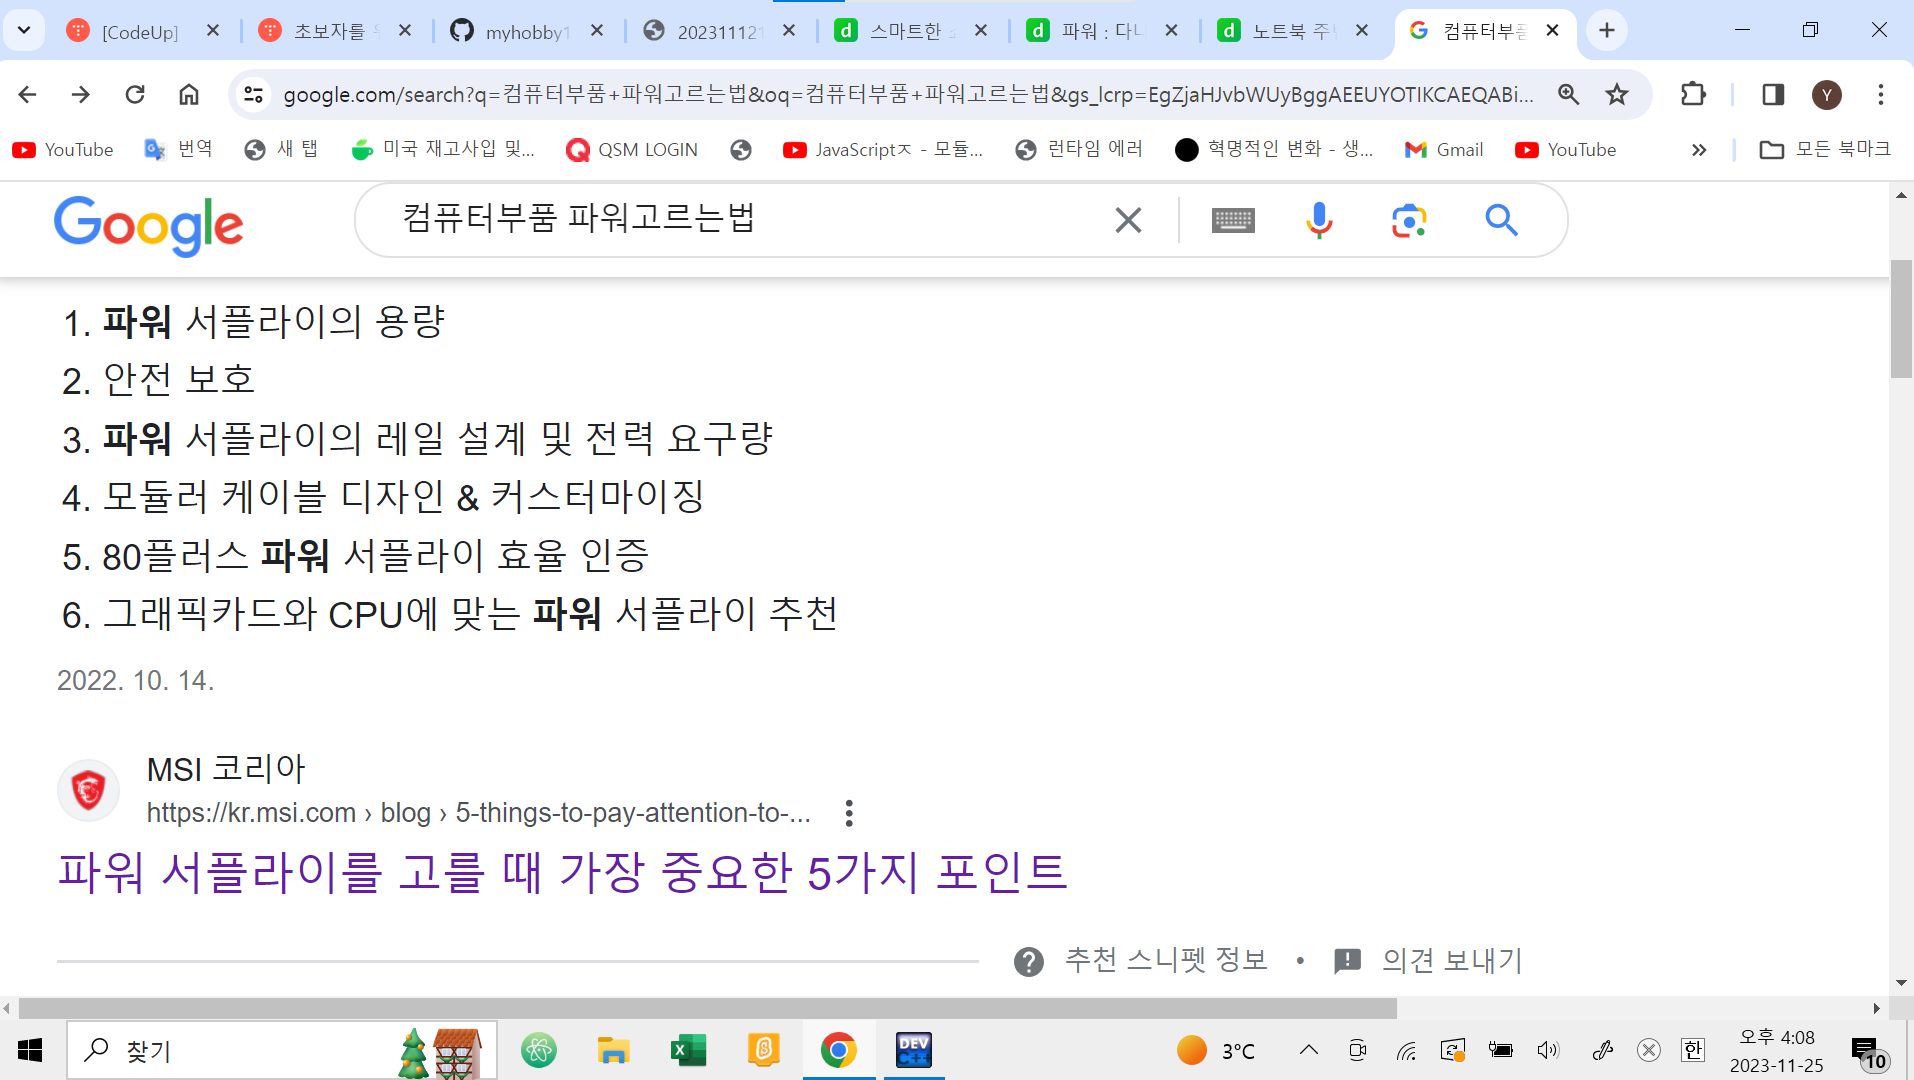 [CodeUp]
초보자를
myhobby1
202311121
스마트한
파워 : 다나
노트북 주변
컴퓨터부품
google.com/search?q=컴퓨터부품+파워고르는법&oq=컴퓨터부품+파워고르는법&gs_lcrp=EgZjaHJvbWUyBggAEEUYOTIKCAEQABi...
Y
YouTube
번역
새 탭
미국 재고사입 및...
QSM LOGIN
JavaScriptㅈ - 모듈...
런타임 에러
혁명적인 변화 - 생...
Gmail
YouTube
모든 북마크
Google
컴퓨터부품 파워고르는법
1. 파워 서플라이의 용량
2. 안전 보호
3. 파워 서플라이의 레일 설계 및 전력 요구량
4. 모듈러 케이블 디자인 & 커스터마이징
5. 80플러스 파워 서플라이 효율 인증
6. 그래픽카드와 CPU에 맞는 파워 서플라이 추천
2022. 10. 14.
MSI 코리아
https://kr.msi.com › blog › 5-things-to-pay-attention-to-...
파워 서플라이를 고를 때 가장 중요한 5가지 포인트
추천 스니펫 정보 • 의견 보내기
찾기
DEV C++
3°C
한
오후 4:08
2023-11-25
10